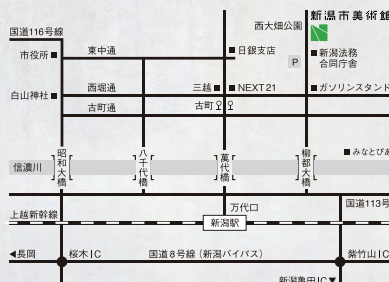 新潟市美術館
西大畑公園
国道116号線
東中通
日銀支店
市役所
新潟法務
合同庁舎
P
西堀通
三越
NEXT21
ガソリンスタンド
白山神社
古町通
古町
昭和大橋
八千代橋
萬代橋
柳都大橋
みなとぴあ
信濃川
国道113号
万代口
上越新幹線
新潟駅
◀長岡
桜木IC
国道8号線(新潟バイパス)
紫竹山IC
新潟亀田IC▼